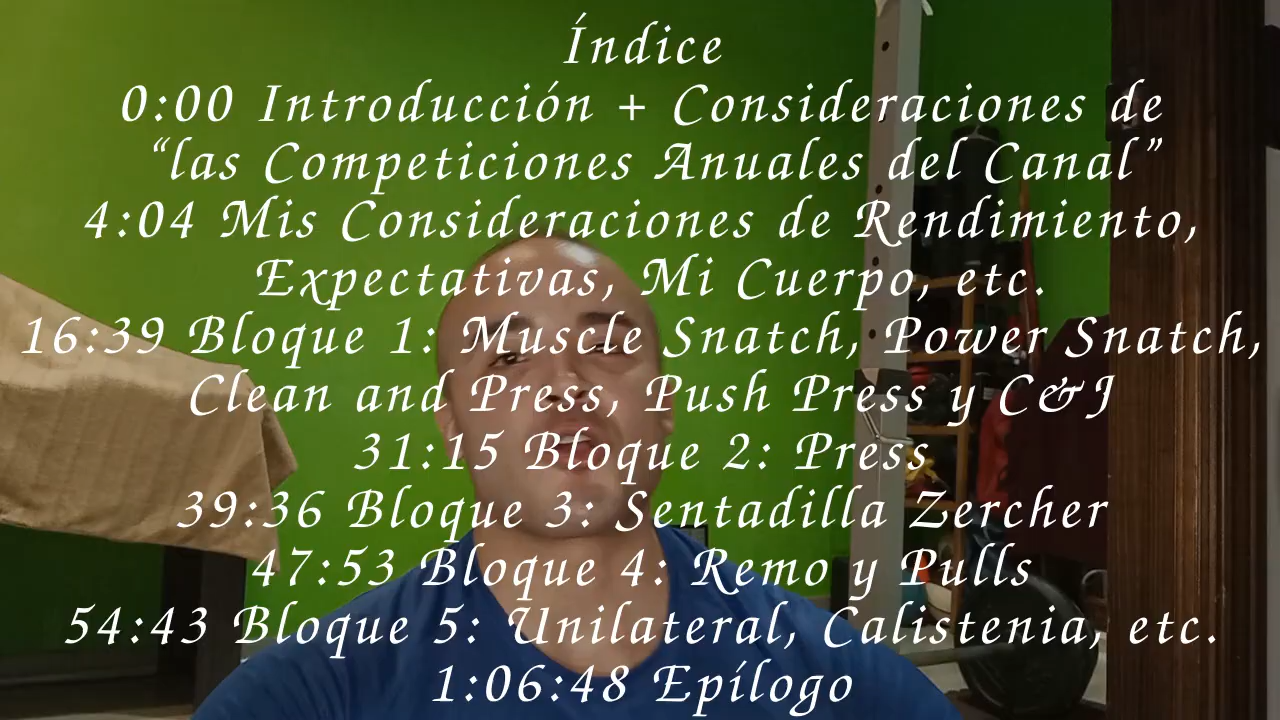 Índice
0:00 Introducción + Consideraciones de
“las Competiciones Anuales del Canal”
4:04 Mis Consideraciones de Rendimiento,
Expectativas, Mi Cuerpo, etc.
16:39 Bloque 1: Muscle Snatch, Power Snatch,
Clean and Press, Push Press y C&J
31:15 Bloque 2: Press
39:36 Bloque 3: Sentadilla Zercher
47:53 Bloque 4: Remo y Pulls
54:43 Bloque 5: Unilateral, Calistenia, etc.
1:06:48 Epílogo